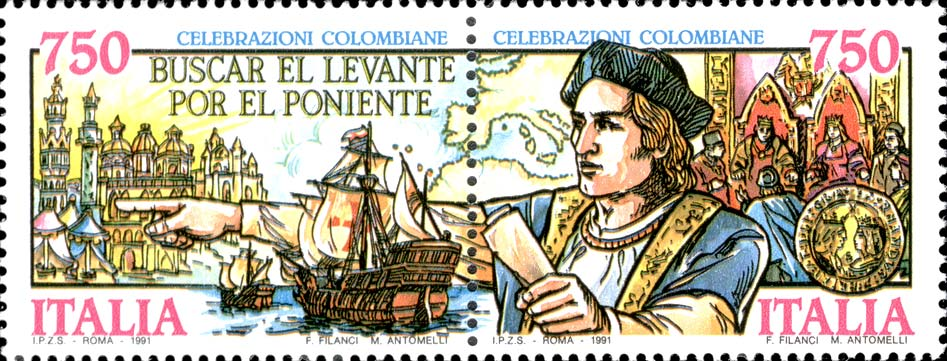 750
CELEBRAZIONI COLOMBIANE
BUSCAR EL LEVANTE
POR EL PONIENTE
ITALIA
I.P.Z.S. - ROMA - 1991
F. FILANCI M. ANTOMELLI
CELEBRAZIONI COLOMBIANE
750
ITALIA
I.P.Z.S. - ROMA - 1991
F. FILANCI M. ANTOMELLI